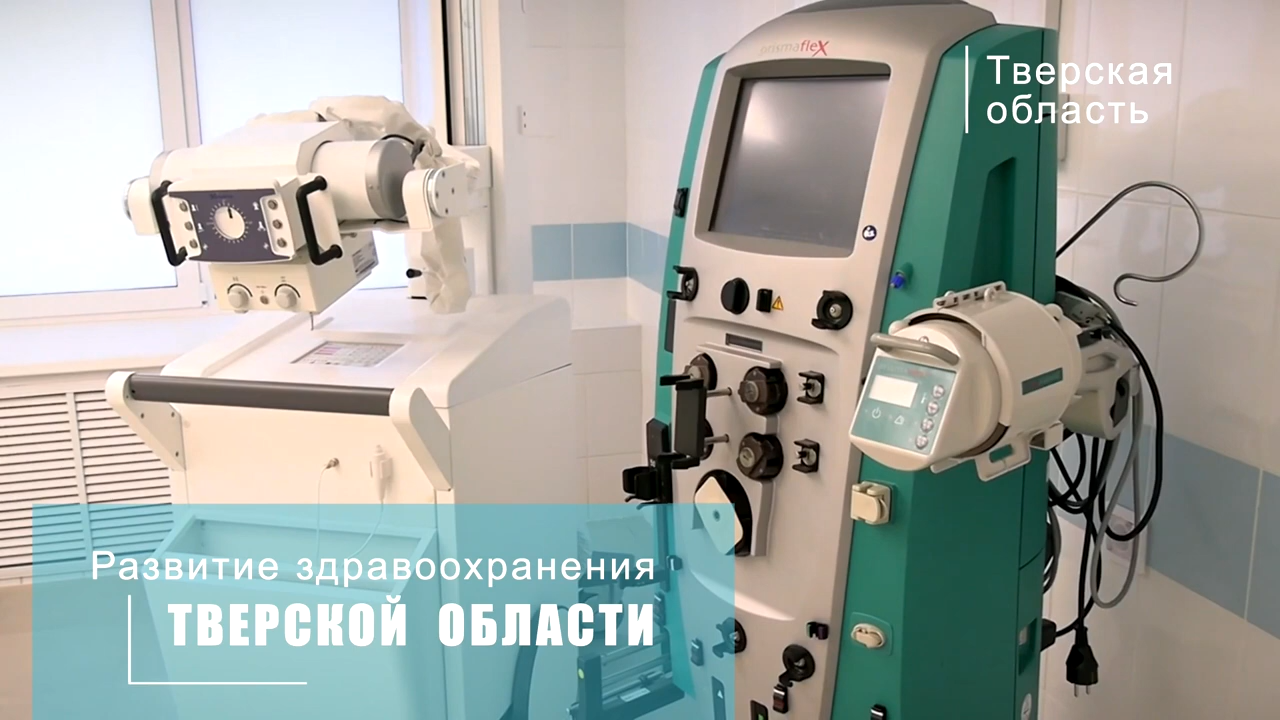 prismafleX
Тверская
область
Развитие здравоохранения
ТВЕРСКОЙ ОБЛАСТИ